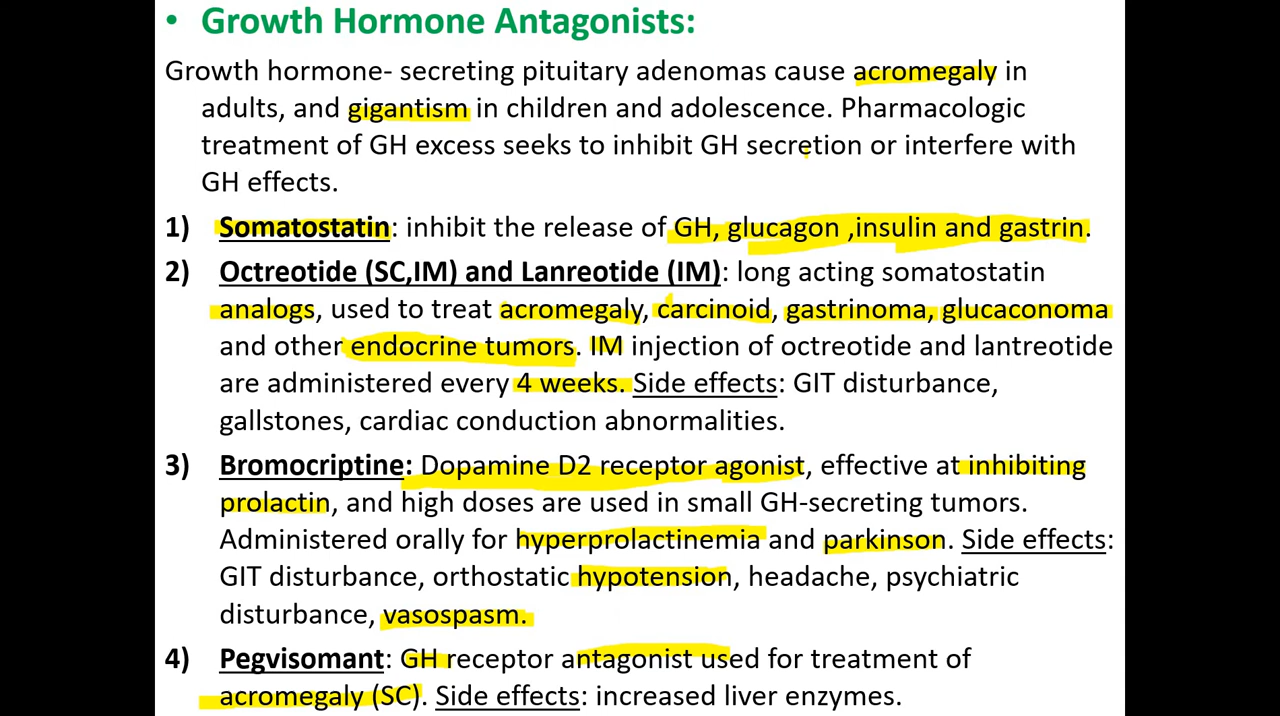 • Growth Hormone Antagonists:
Growth hormone- secreting pituitary adenomas cause acromegaly in
adults, and gigantism in children and adolescence. Pharmacologic
treatment of GH excess seeks to inhibit GH secretion or interfere with
GH effects.
1) Somatostatin: inhibit the release of GH, glucagon ,insulin and gastrin.
2) Octreotide (SC,IM) and Lanreotide (IM): long acting somatostatin
analogs, used to treat acromegaly, carcinoid, gastrinoma, glucaconoma
and other endocrine tumors. IM injection of octreotide and lantreotide
are administered every 4 weeks. Side effects: GIT disturbance,
gallstones, cardiac conduction abnormalities.
3) Bromocriptine: Dopamine D2 receptor agonist, effective at inhibiting
prolactin, and high doses are used in small GH-secreting tumors.
Administered orally for hyperprolactinemia and parkinson. Side effects:
GIT disturbance, orthostatic hypotension, headache, psychiatric
disturbance, vasospasm.
4) Pegvisomant: GH receptor antagonist used for treatment of
acromegaly (SC). Side effects: increased liver enzymes.